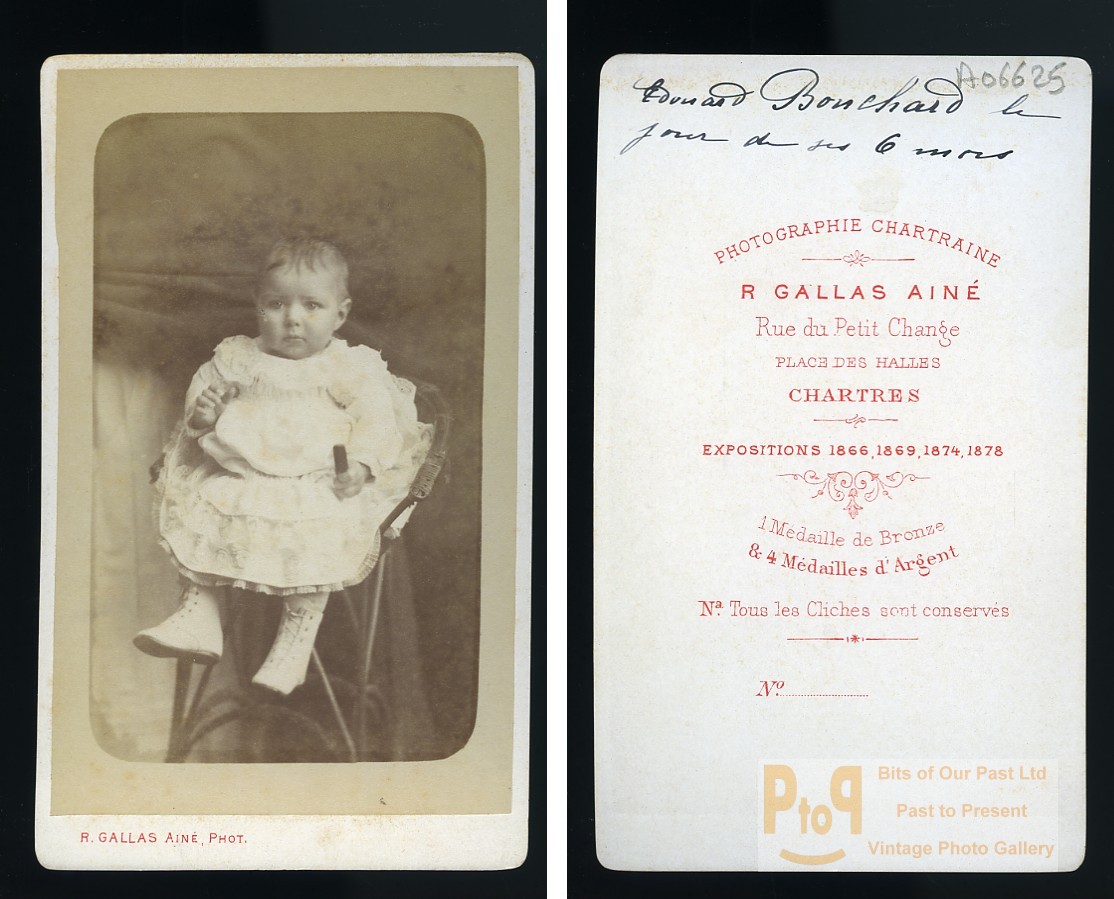 R. GALLAS AINÉ, PHOT.
A06625
Edouard Bouchard le
jour de ses 6 mois
PHOTOGRAPHIE CHARTRAINE
R GALLAS AINÉ
Rue du Petit Change
PLACE DES HALLES
CHARTRES
EXPOSITIONS 1866, 1869, 1874, 1878
1 Médaille de Bronze
& 4 Médailles d'Argent
Nª. Tous les Cliches sont conservés
Nº
PtoP
Bits of Our Past Ltd
Past to Present
Vintage Photo Gallery